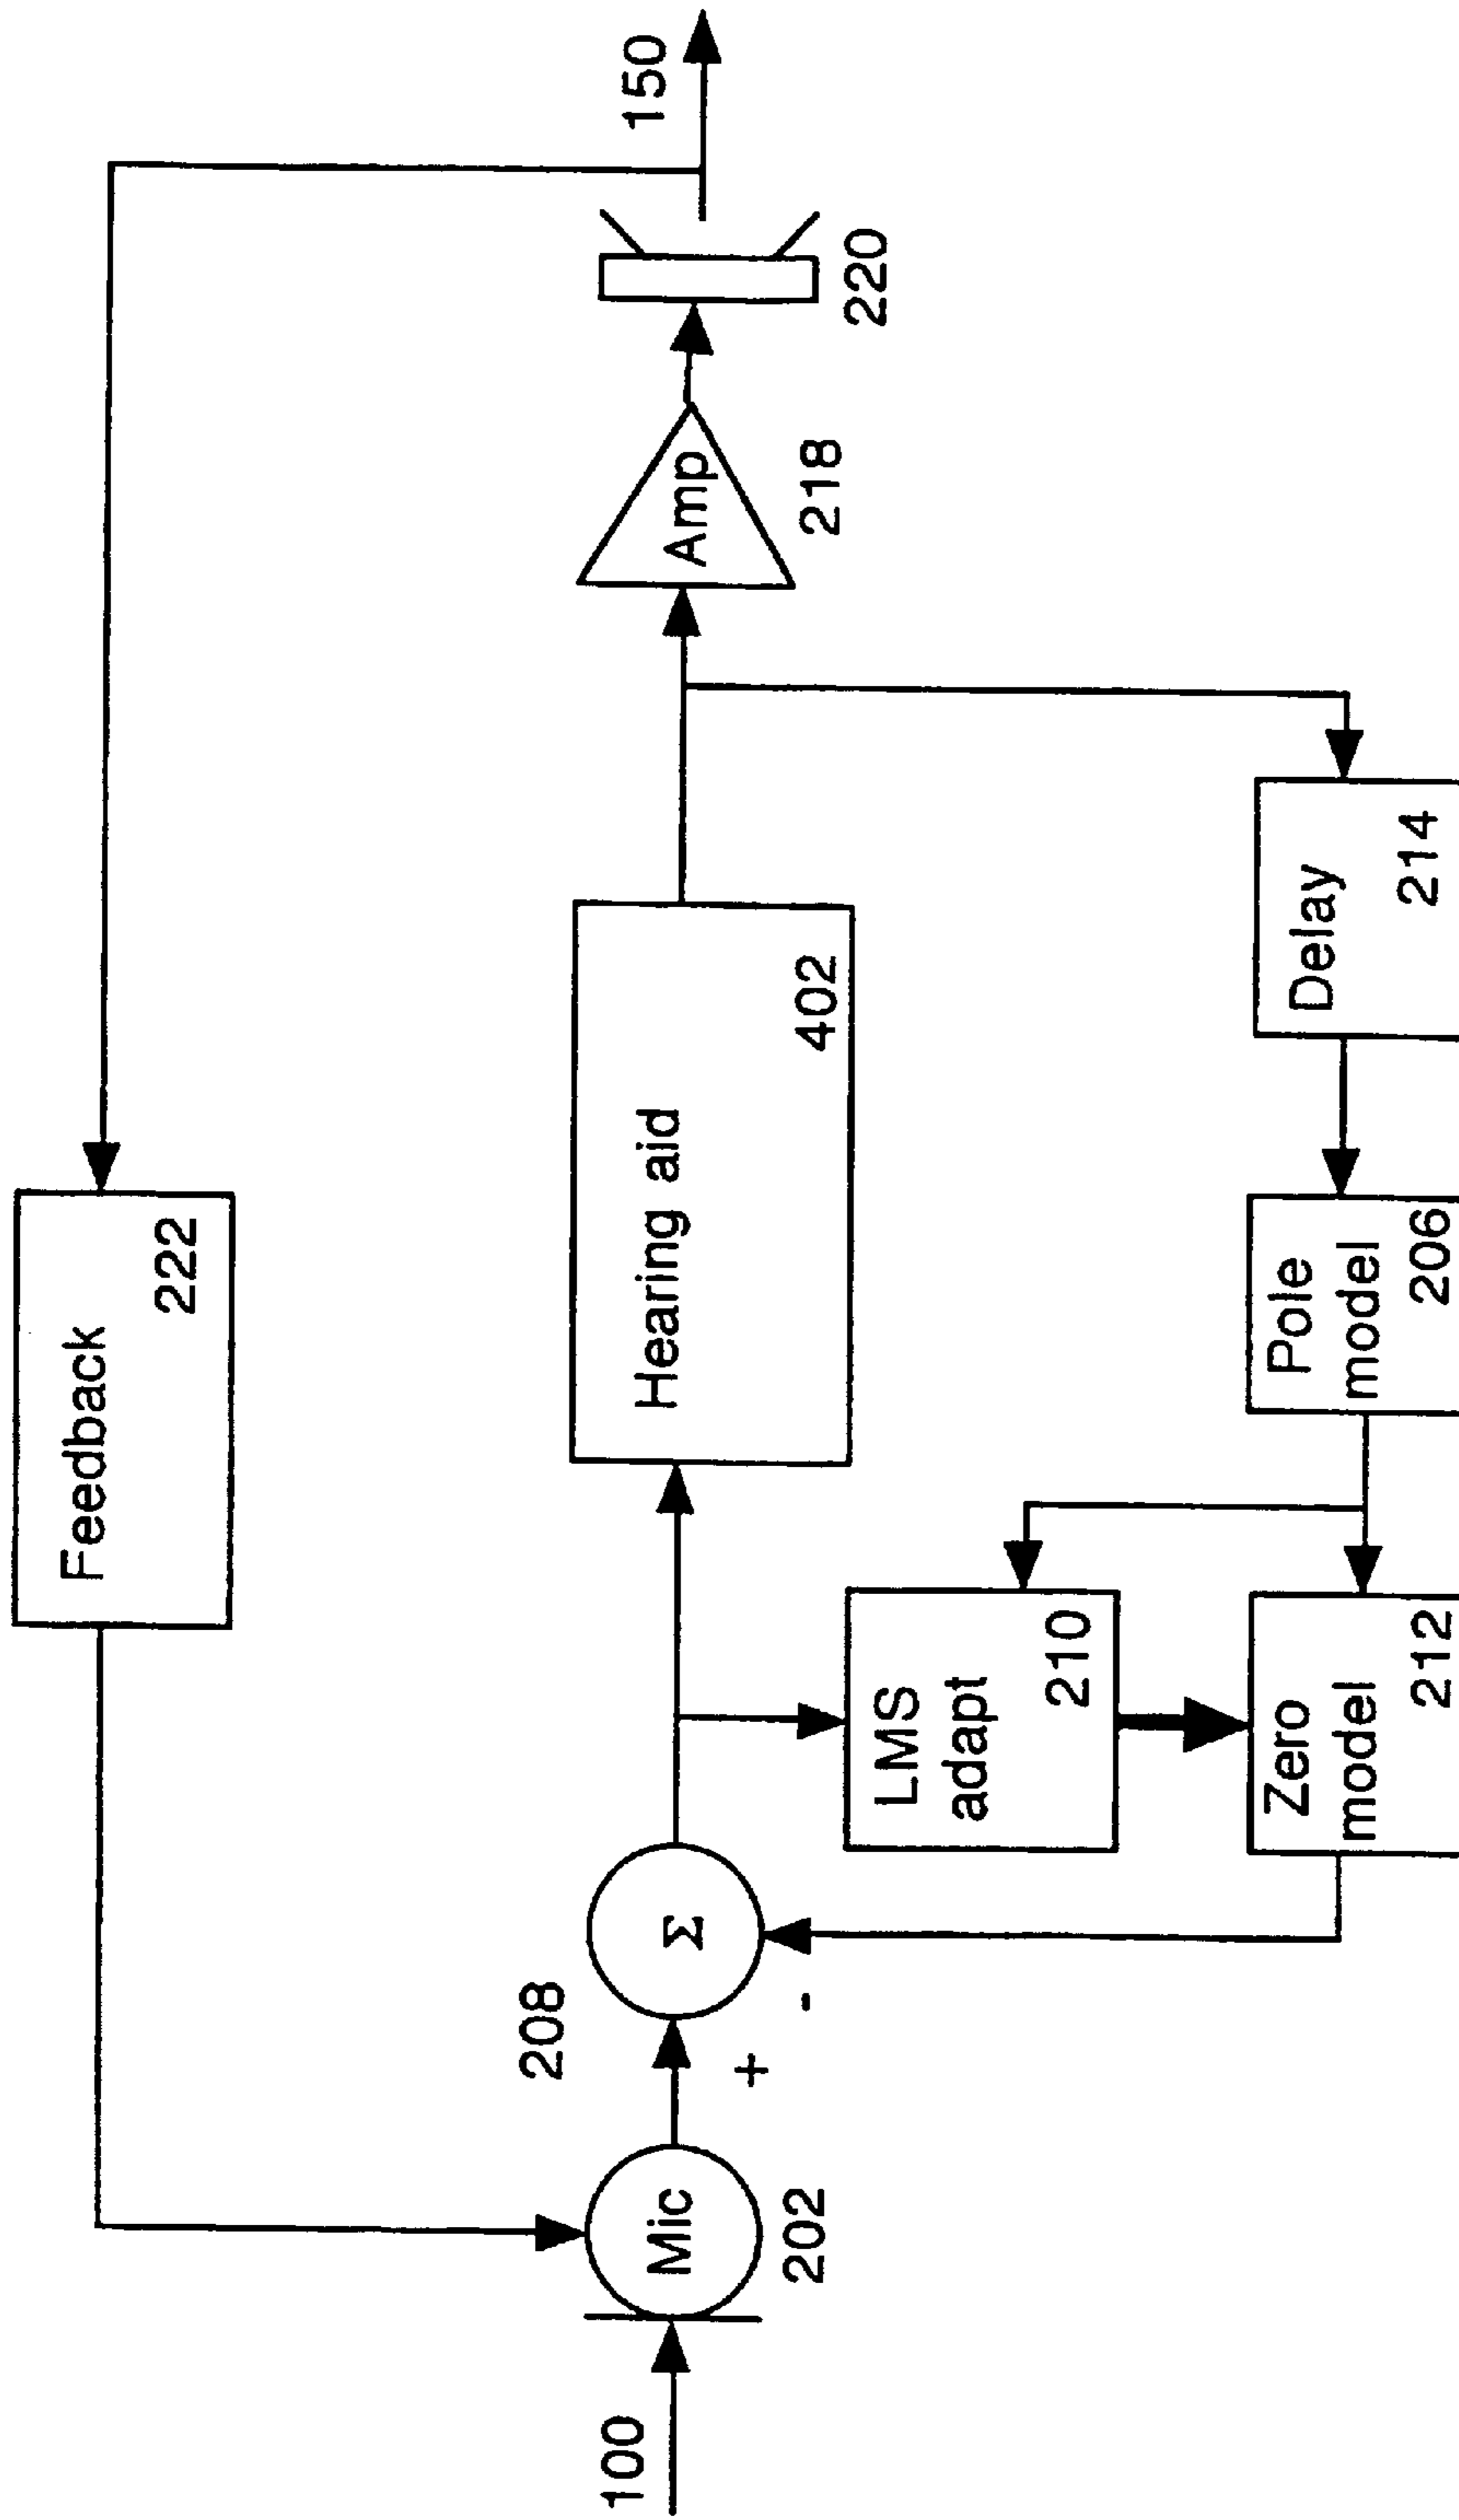 Feedback
222
150
100
Mic
202
208
+
-
Σ
Hearing aid
402
Amp
218
220
LMS
adapt
210
Zero
model
212
Pole
model
206
Delay
214